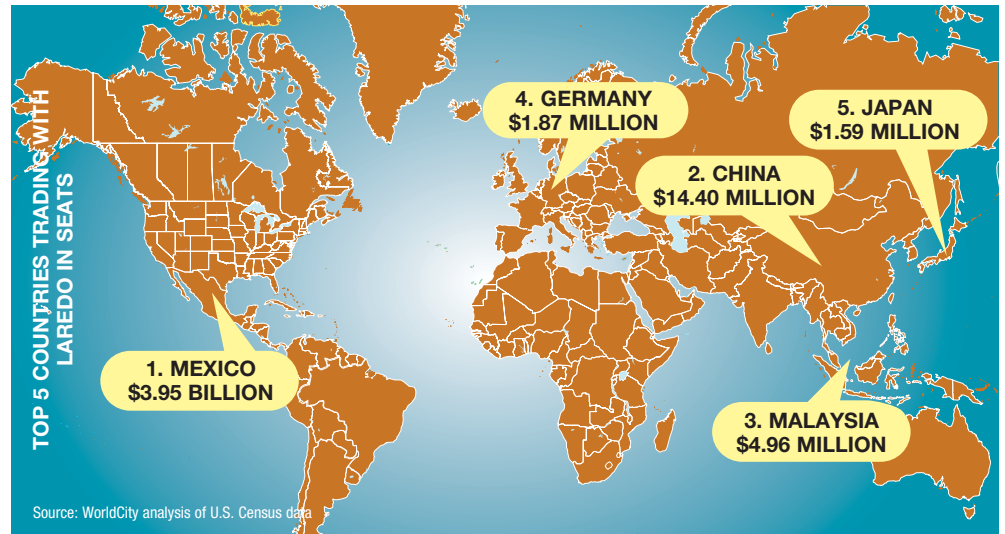 TOP 5 COUNTRIES TRADING WITH
LAREDO IN SEATS
4. GERMANY
$1.87 MILLION
5. JAPAN
$1.59 MILLION
2. CHINA
$14.40 MILLION
1. MEXICO
$3.95 BILLION
3. MALAYSIA
$4.96 MILLION
Source: WorldCity analysis of U.S. Census data